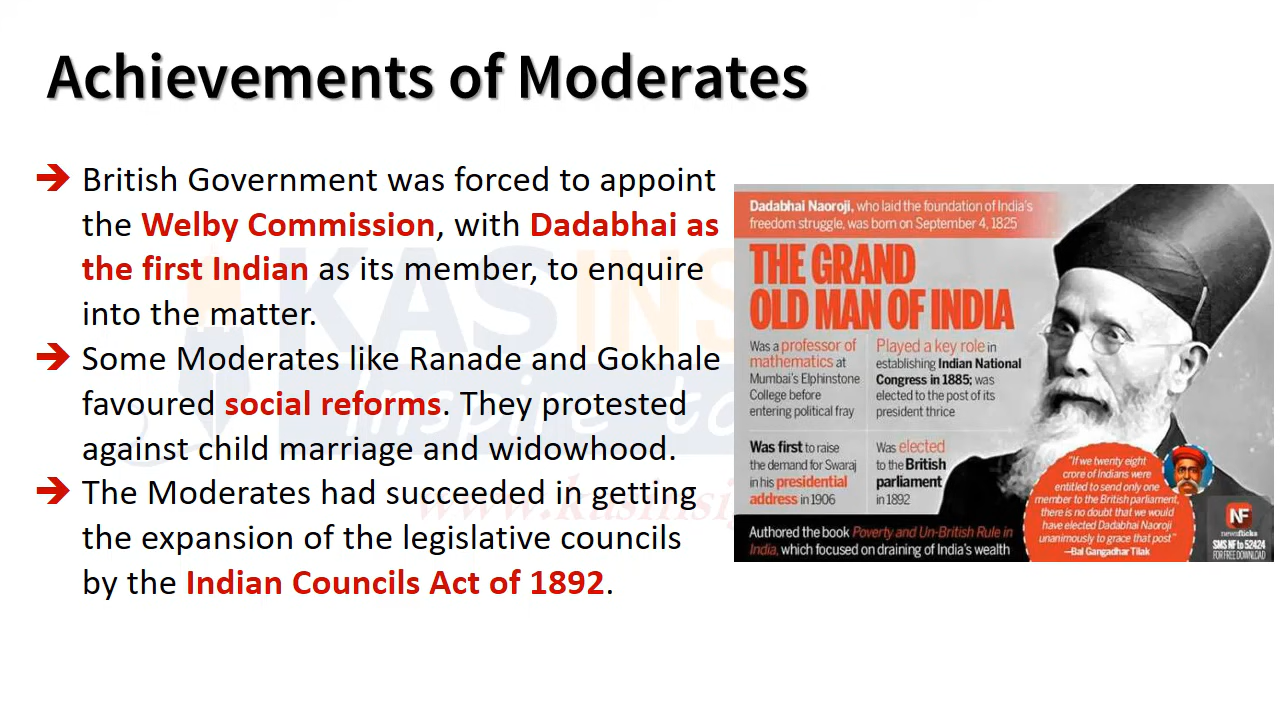 Achievements of Moderates
➔ British Government was forced to appoint
the Welby Commission, with Dadabhai as
the first Indian as its member, to enquire
into the matter.
➔ Some Moderates like Ranade and Gokhale
favoured social reforms. They protested
against child marriage and widowhood.
➔ The Moderates had succeeded in getting
the expansion of the legislative councils
by the Indian Councils Act of 1892.
Dadabhai Naoroji, who laid the foundation of India's
freedom struggle, was born on September 4, 1825
THE GRAND
OLD MAN OF INDIA
Was a professor of
mathematics at
Mumbai's Elphinstone
College before
entering political fray
Played a key role in
establishing Indian National
Congress in 1885; was
elected to the post of its
president thrice
Was first to raise
the demand for Swaraj
in his presidential
address in 1906
Was elected
to the British
parliament
in 1892
Authored the book Poverty and Un-British Rule in
India, which focused on draining of India's wealth
"If we twenty eight
crore of Indians were
entitled to send only one
member to the British parliament,
there is no doubt that we would
have elected Dadabhai Naoroji
unanimously to grace that post"
—Bal Gangadhar Tilak
NF
newsflicks
SMS NF to 52424
FOR FREE DOWNLOAD
KASINS
Inspire to
www.kasinsi